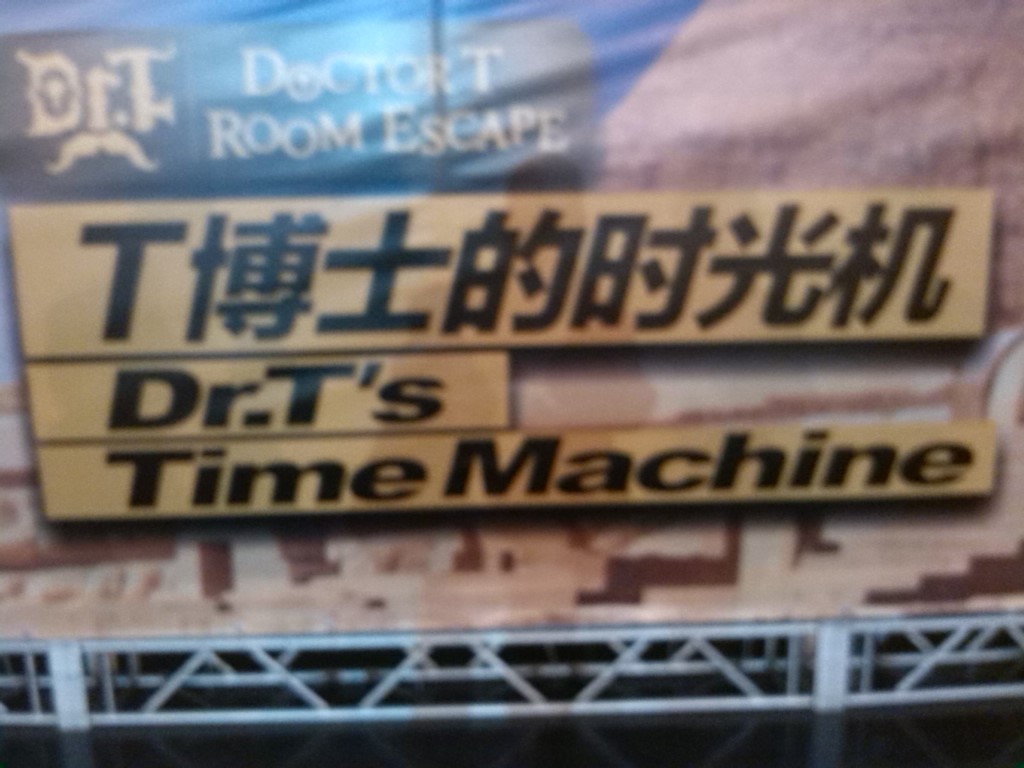 Dr.T
DOCTOR T
ROOM ESCAPE
T博士的时光机
Dr.T's
Time Machine